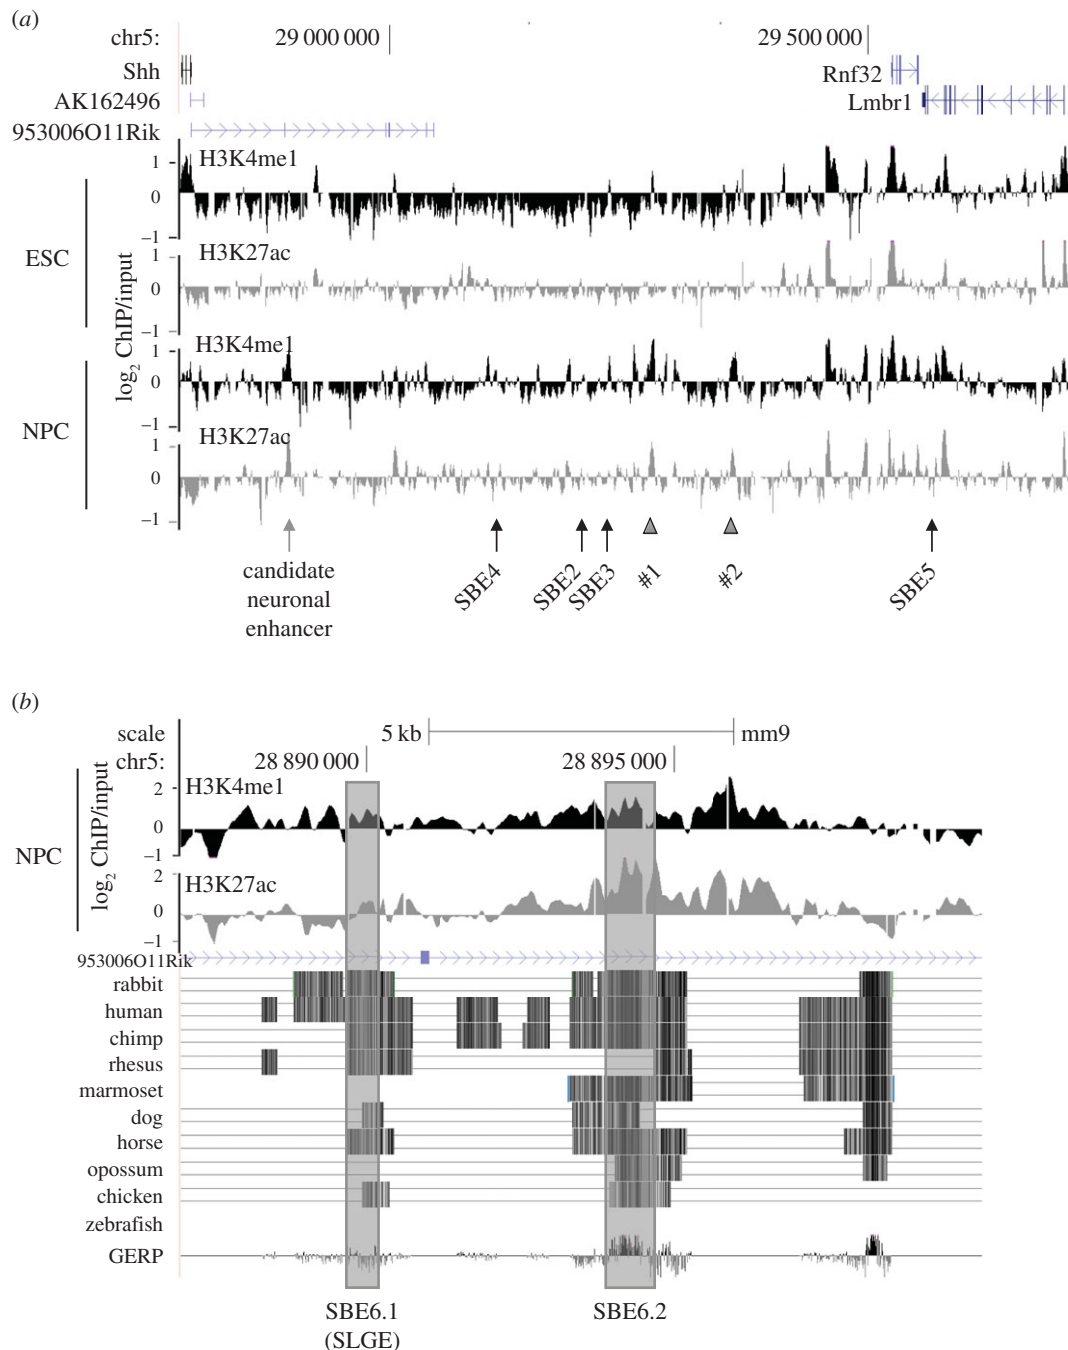 (a)
chr5: 29 000 000 29 500 000
Shh Rnf32
AK162496 Lmbr1
953006O11Rik
ESC
NPC
log2 ChIP/input
H3K4me1
1
0
−1
H3K27ac
1
0
−1
H3K4me1
1
0
−1
H3K27ac
1
0
−1
candidate
neuronal
enhancer
SBE4
SBE2
SBE3
#1
#2
SBE5
(b)
scale 5 kb mm9
chr5: 28 890 000 28 895 000
NPC
log2 ChIP/input
H3K4me1
2
0
−1
H3K27ac
2
0
−1
953006O11Rik
rabbit
human
chimp
rhesus
marmoset
dog
horse
opossum
chicken
zebrafish
GERP
SBE6.1
(SLGE)
SBE6.2